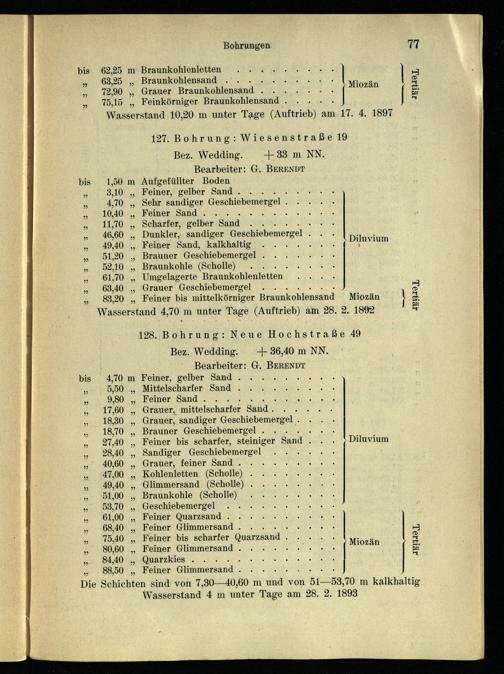 Bohrungen 77
bis 62,25 m Braunkohlenletten . . . . . . . . .
„ 63,25 „ Braunkohlensand . . . . . . . . . .
„ 72,90 „ Grauer Braunkohlensand . . . . . . . Miozän Tertiär
„ 75,15 „ Feinkörniger Braunkohlensand . . . . .
Wasserstand 10,20 m unter Tage (Auftrieb) am 17. 4. 1897
127. Bohrung: Wiesenstraße 19
Bez. Wedding. + 33 m NN.
Bearbeiter: G. BERENDT
bis 1,50 m Aufgefüllter Boden
„ 3,10 „ Feiner, gelber Sand . . . . . . . . .
„ 4,70 „ Sehr sandiger Geschiebemergel . . . .
„ 10,40 „ Feiner Sand . . . . . . . . . . . .
„ 11,70 „ Scharfer, gelber Sand . . . . . . . .
„ 46,60 „ Dunkler, sandiger Geschiebemergel . . .
„ 49,40 „ Feiner Sand, kalkhaltig . . . . . . . Diluvium
„ 51,20 „ Brauner Geschiebemergel . . . . . . .
„ 52,10 „ Braunkohle (Scholle) . . . . . . . .
„ 61,70 „ Umgelagerte Braunkohlenletten . . . .
„ 63,40 „ Grauer Geschiebemergel . . . . . . .
„ 83,20 „ Feiner bis mittelkörniger Braunkohlensand Miozän Tertiär
Wasserstand 4,70 m unter Tage (Auftrieb) am 28. 2. 1892
128. Bohrung: Neue Hochstraße 49
Bez. Wedding. + 36,40 m NN.
Bearbeiter: G. BERENDT
bis 4,70 m Feiner, gelber Sand . . . . . . . . .
„ 5,50 „ Mittelscharfer Sand . . . . . . . . .
„ 9,80 „ Feiner Sand . . . . . . . . . . . .
„ 17,60 „ Grauer, mittelscharfer Sand . . . . . .
„ 18,30 „ Grauer, sandiger Geschiebemergel . . . .
„ 18,70 „ Brauner Geschiebemergel . . . . . . .
„ 27,40 „ Feiner bis scharfer, steiniger Sand . . . Diluvium
„ 28,40 „ Sandiger Geschiebemergel
„ 40,60 „ Grauer, feiner Sand . . . . . . . . .
„ 47,00 „ Kohlenletten (Scholle) . . . . . . . .
„ 49,40 „ Glimmersand (Scholle) . . . . . . . .
„ 51,00 „ Braunkohle (Scholle) . . . . . . . .
„ 53,70 „ Geschiebemergel . . . . . . . . . .
„ 61,00 „ Feiner Quarzsand . . . . . . . . . .
„ 68,40 „ Feiner Glimmersand . . . . . . . . .
„ 75,40 „ Feiner bis scharfer Quarzsand . . . . .
„ 80,60 „ Feiner Glimmersand . . . . . . . . . Miozän Tertiär
„ 84,40 „ Quarzkies . . . . . . . . . . . . .
„ 88,50 „ Feiner Glimmersand . . . . . . . . .
Die Schichten sind von 7,30—40,60 m und von 51—53,70 m kalkhaltig
Wasserstand 4 m unter Tage am 28. 2. 1893